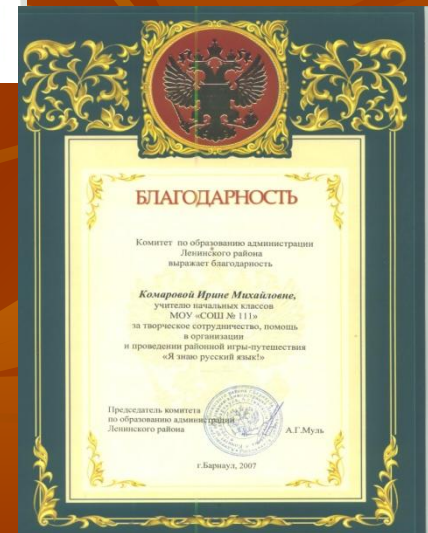 БЛАГОДАРНОСТЬ
Комитет по образованию администрации
Ленинского района
выражает благодарность
Комаровой Ирине Михайловне,
учителю начальных классов
МОУ «СОШ № 111»
за творческое сотрудничество, помощь
в организации
и проведении районной игры-путешествия
«Я знаю русский язык!»
Председатель комитета
по образованию администрации
Ленинского района А.Г.Муль
г.Барнаул, 2007